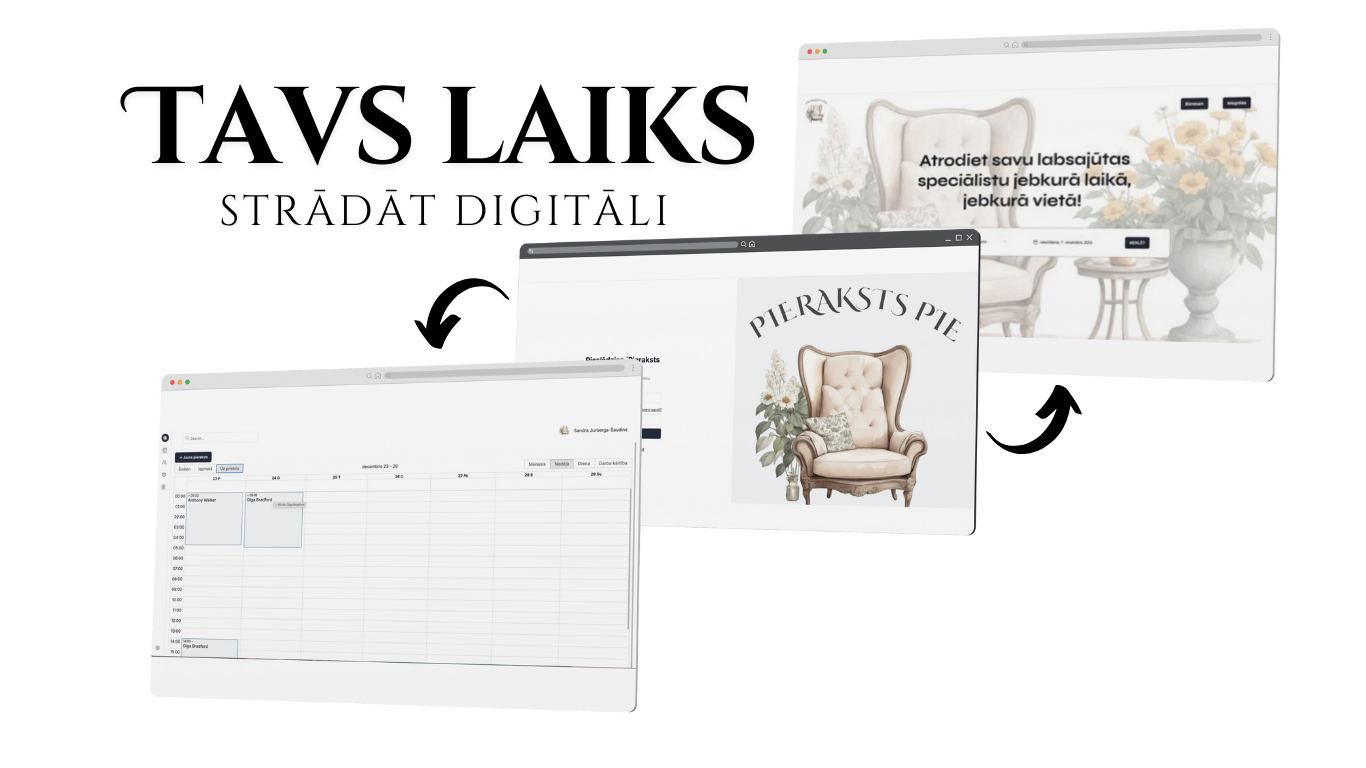 TAVS LAIKS
STRĀDĀT DIGITĀLI
Atrodiet savu labsajūtas
speciālistu jebkurā laikā,
jebkurā vietā!
MEKLĒT
PIERAKSTS PIE
Search...
Sandra Jurberga-Šaudine
+ Jauns pieraksts
Šodien Iepriekš Uz priekšu
decembris 23 – 29
Mēnesis Nedēļa Diena Darba kārtība
23 P 24 O 25 T 26 C 27 Pk 28 S 29 Sv
00:00
Anthony Walker Olga Bradford
01:00
02:00
03:00
04:00
05:00
06:00
07:00
08:00
09:00
10:00
11:00
12:00
13:00
14:00
Olga Bradford
15:00